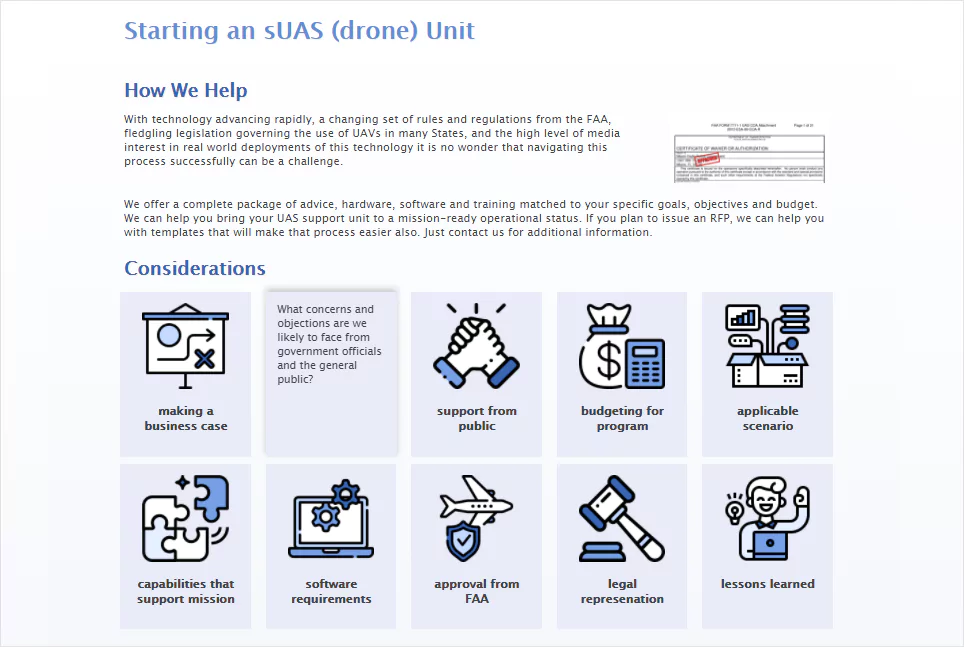 Starting an sUAS (drone) Unit
How We Help
With technology advancing rapidly, a changing set of rules and regulations from the FAA,
fledgling legislation governing the use of UAVs in many States, and the high level of media
interest in real world deployments of this technology it is no wonder that navigating this
process successfully can be a challenge.
Page 1 of
CERTIFICATE OF WAIVER OR AUTHORIZATION
We offer a complete package of advice, hardware, software and training matched to your specific goals, objectives and budget.
We can help you bring your UAS support unit to a mission-ready operational status. If you plan to issue an RFP, we can help you
with templates that will make that process easier also. Just contact us for additional information.
Considerations
making a
business case
What concerns and
objections are we
likely to face from
government officials
and the general
public?
support from
public
budgeting for
program
applicable
scenario
capabilities that
support mission
software
requirements
approval from
FAA
legal
represenation
lessons learned